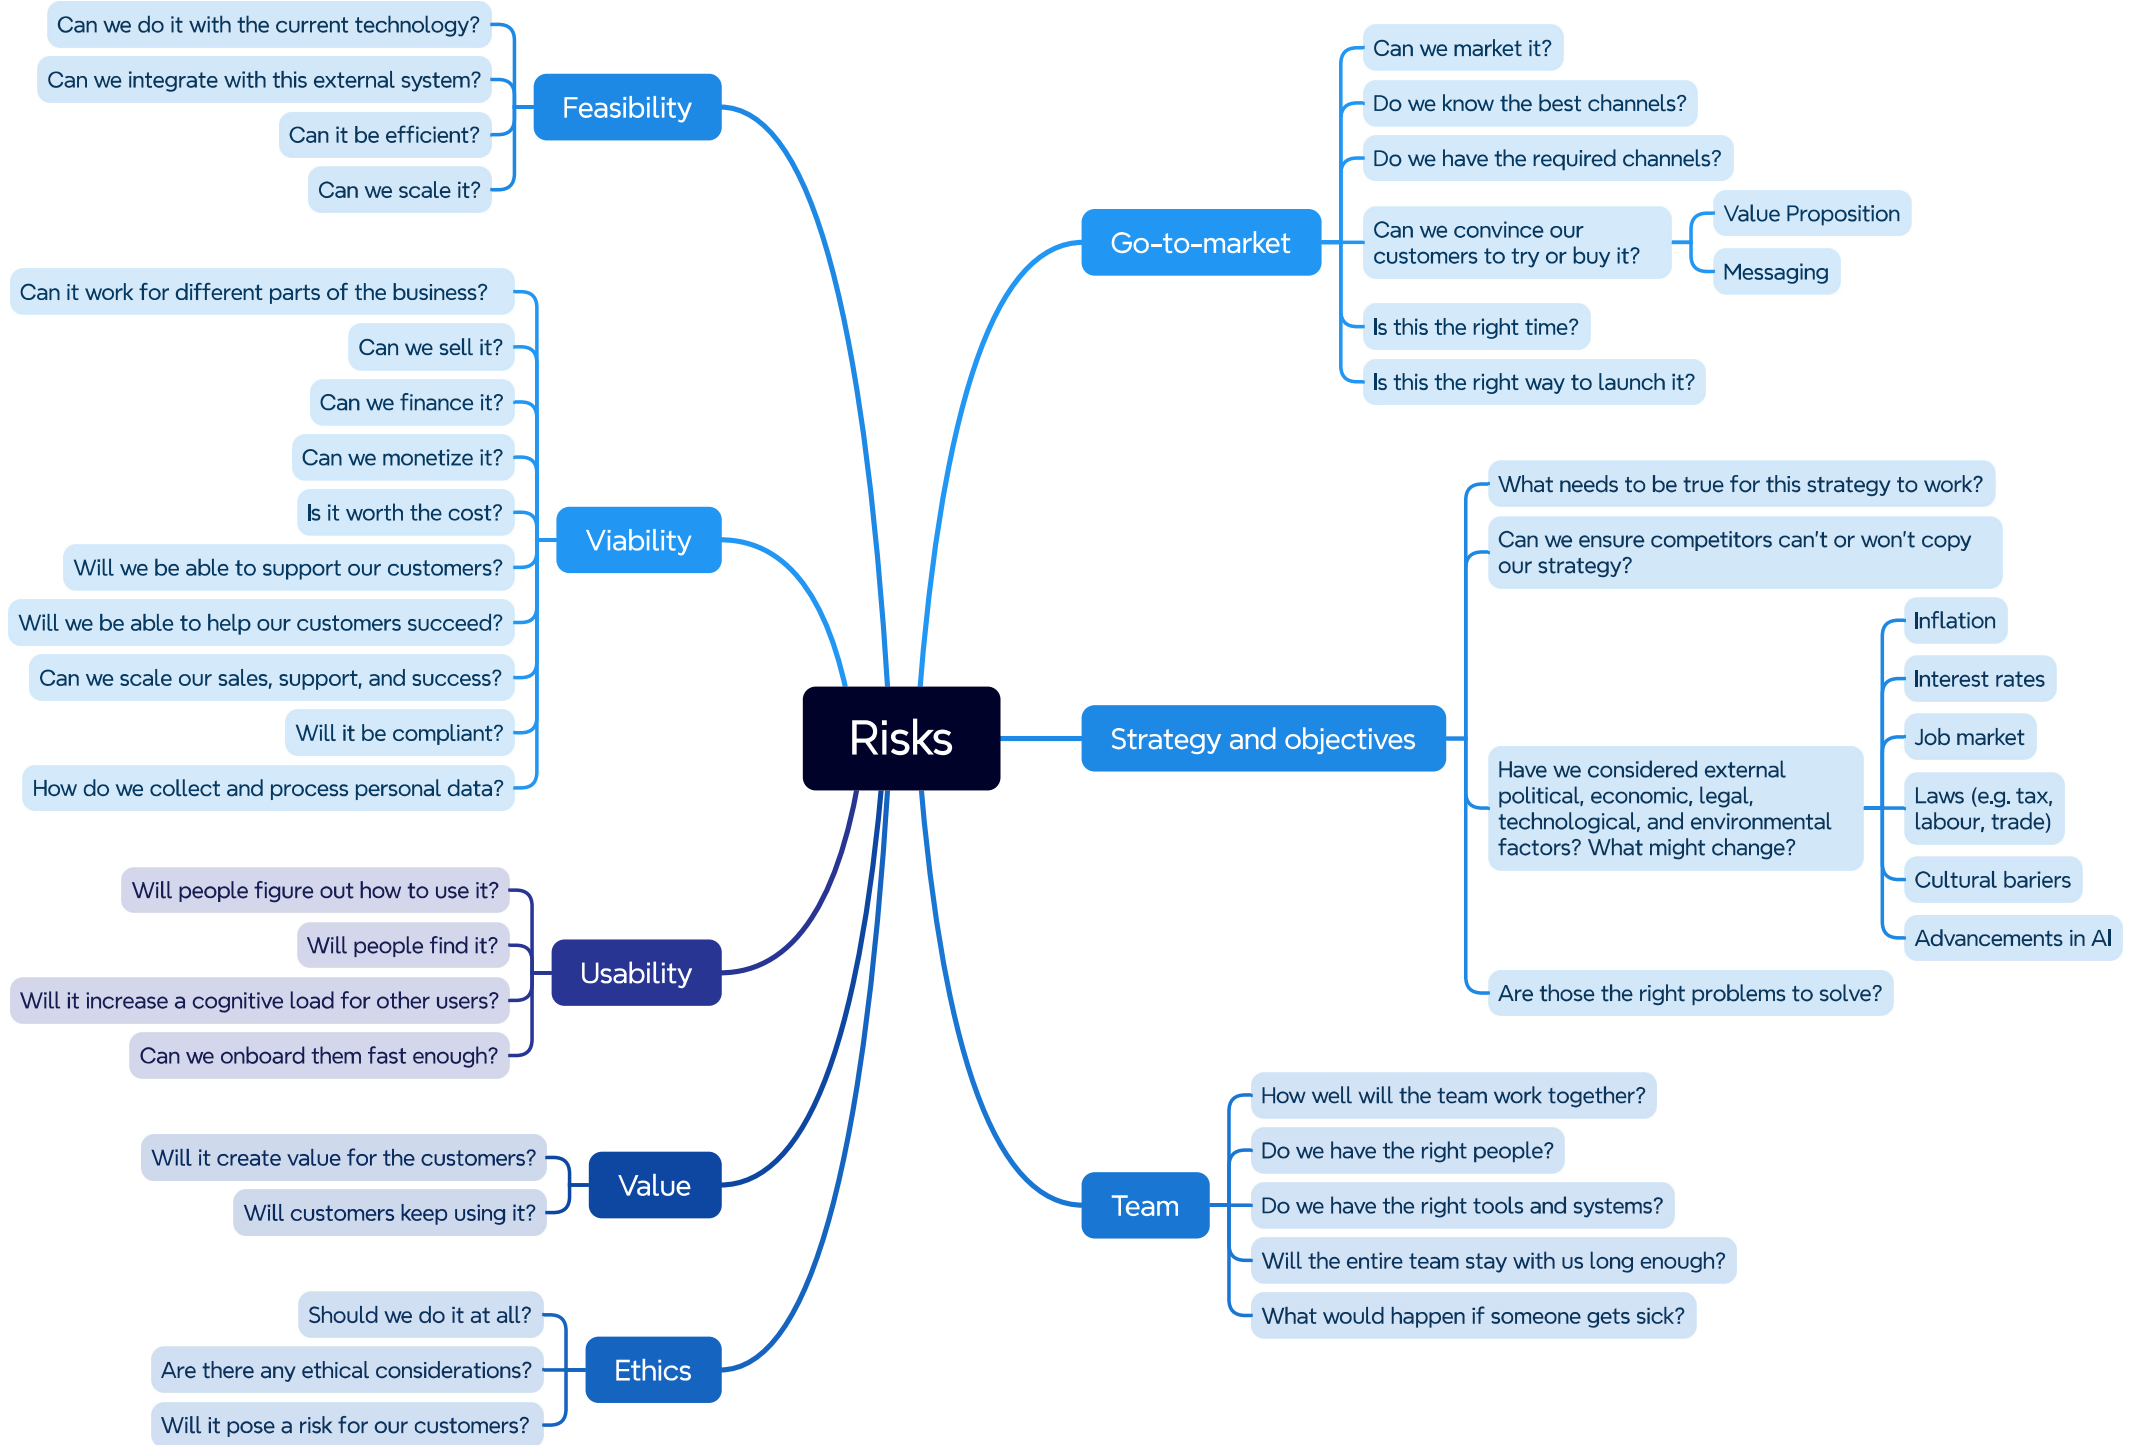 Risks
Feasibility
Can we do it with the current technology?
Can we integrate with this external system?
Can it be efficient?
Can we scale it?
Viability
Can it work for different parts of the business?
Can we sell it?
Can we finance it?
Can we monetize it?
Is it worth the cost?
Will we be able to support our customers?
Will we be able to help our customers succeed?
Can we scale our sales, support, and success?
Will it be compliant?
How do we collect and process personal data?
Usability
Will people figure out how to use it?
Will people find it?
Will it increase a cognitive load for other users?
Can we onboard them fast enough?
Value
Will it create value for the customers?
Will customers keep using it?
Ethics
Should we do it at all?
Are there any ethical considerations?
Will it pose a risk for our customers?
Go-to-market
Can we market it?
Do we know the best channels?
Do we have the required channels?
Can we convince our
customers to try or buy it?
Value Proposition
Messaging
Is this the right time?
Is this the right way to launch it?
Strategy and objectives
What needs to be true for this strategy to work?
Can we ensure competitors can't or won't copy
our strategy?
Have we considered external
political, economic, legal,
technological, and environmental
factors? What might change?
Inflation
Interest rates
Job market
Laws (e.g. tax,
labour, trade)
Cultural bariers
Advancements in AI
Are those the right problems to solve?
Team
How well will the team work together?
Do we have the right people?
Do we have the right tools and systems?
Will the entire team stay with us long enough?
What would happen if someone gets sick?